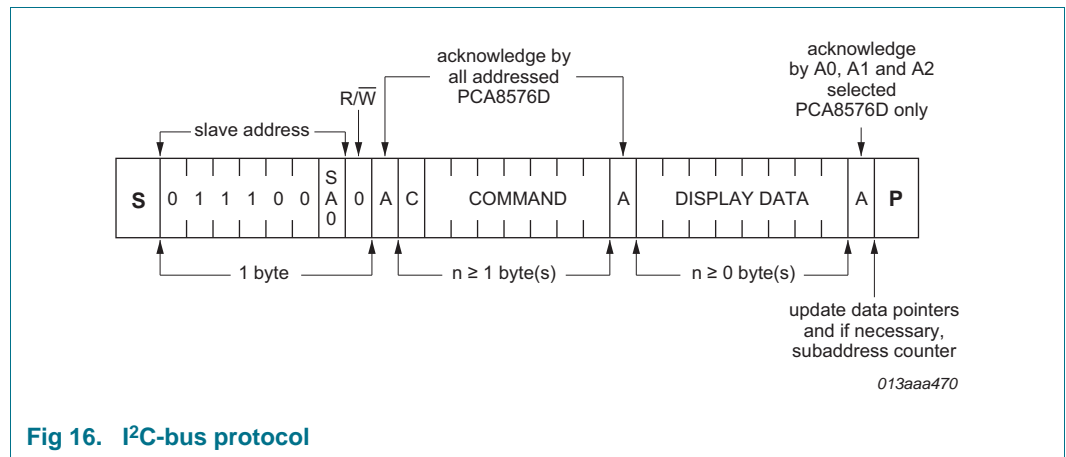 acknowledge by
all addressed
PCA8576D
acknowledge
by A0, A1 and A2
selected
PCA8576D only
R/W̅
slave address
S 0 1 1 1 0 0 SA0 0 A C COMMAND A DISPLAY DATA A P
1 byte
n ≥ 1 byte(s)
n ≥ 0 byte(s)
update data pointers
and if necessary,
subaddress counter
013aaa470
Fig 16. I²C-bus protocol